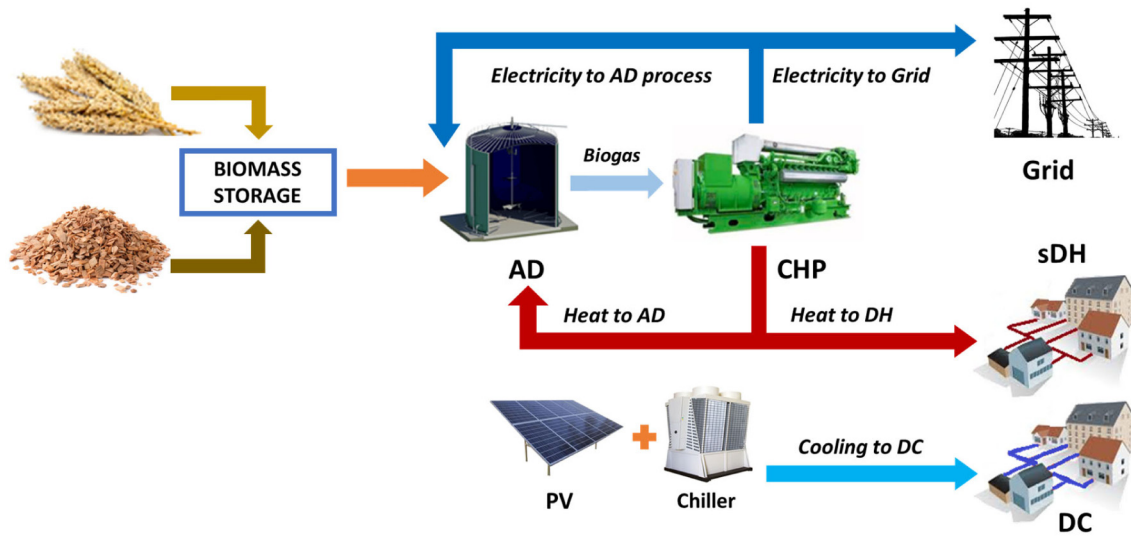 Electricity to AD process
Electricity to Grid
BIOMASS
STORAGE
Biogas
Grid
AD
CHP
sDH
Heat to AD
Heat to DH
Cooling to DC
PV
Chiller
DC